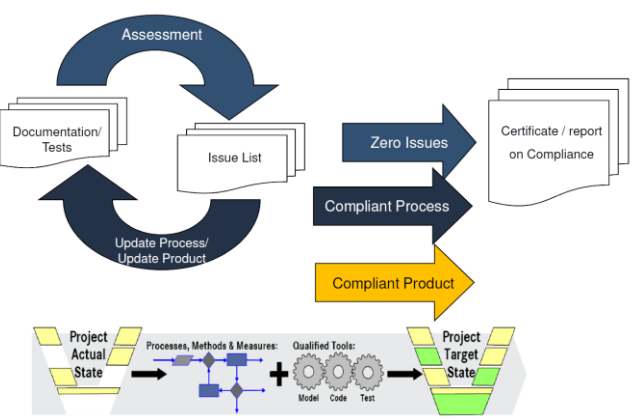 Assessment
Documentation/
Tests
Issue List
Update Process/
Update Product
Zero Issues
Compliant Process
Compliant Product
Certificate / report
on Compliance
Project
Actual
State
Processes, Methods & Measures:
Qualified Tools:
Model Code Test
Project
Target
State